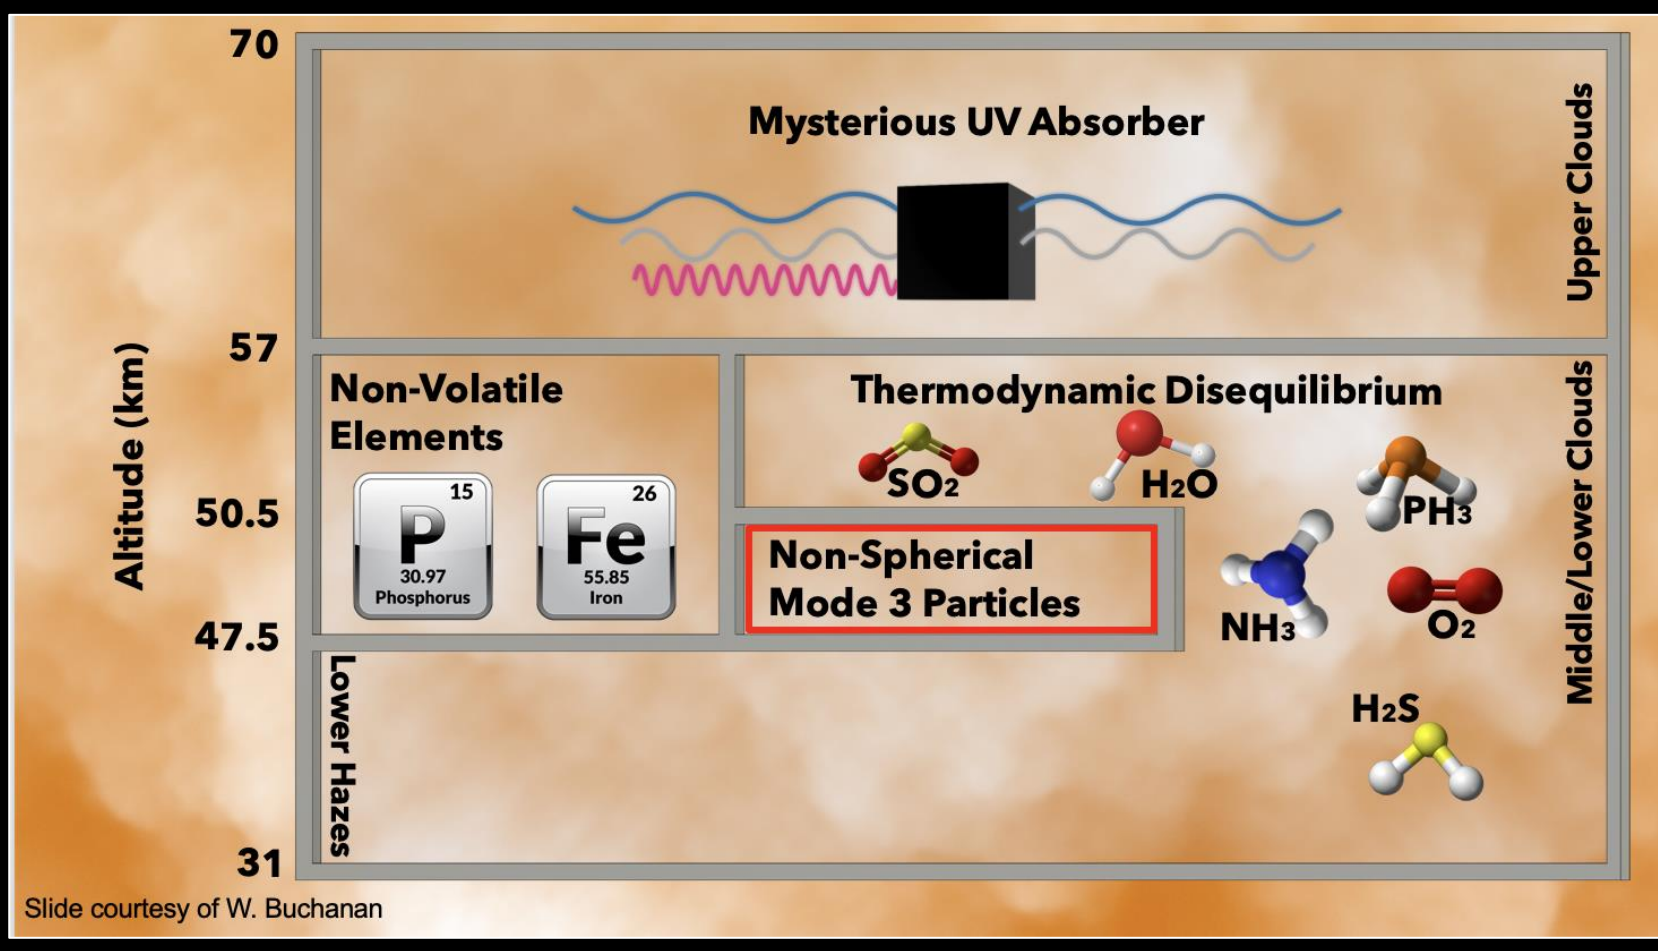 70
Mysterious UV Absorber
Upper Clouds
57
Altitude (km)
Non-Volatile
Elements
15
P
30.97
Phosphorus
26
Fe
55.85
Iron
Thermodynamic Disequilibrium
SO2
H2O
PH3
50.5
Non-Spherical
Mode 3 Particles
NH3
O2
Middle/Lower Clouds
47.5
Lower Hazes
H2S
31
Slide courtesy of W. Buchanan